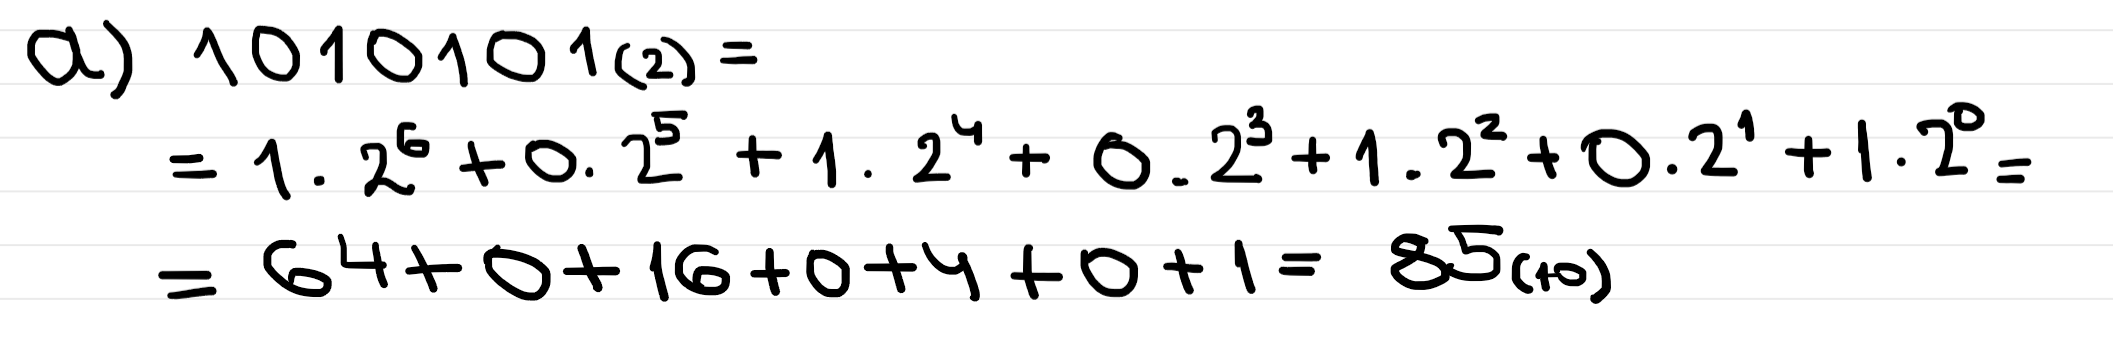 a) 1010101(2) =
= 1 . 2⁶ + 0 . 2⁵ + 1 . 2⁴ + 0 . 2³ + 1 . 2² + 0 . 2¹ + 1 . 2⁰ =
= 64 + 0 + 16 + 0 + 4 + 0 + 1 = 85(10)